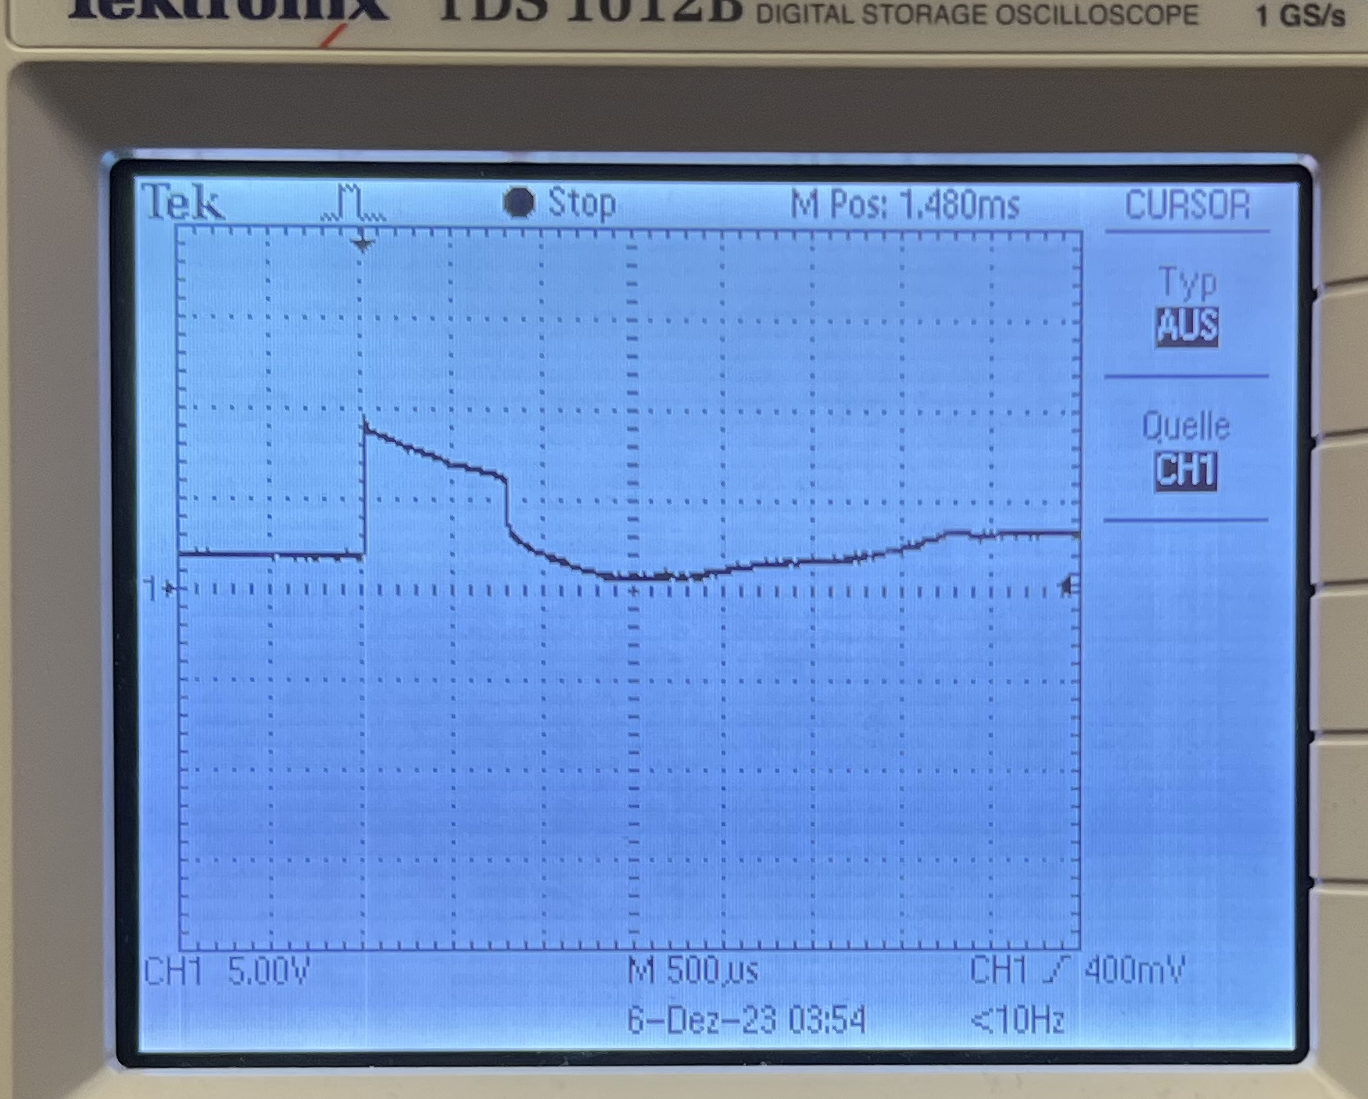 Tektronix TDS 1012B DIGITAL STORAGE OSCILLOSCOPE 1 GS/s
Tek Stop M Pos: 1.480ms CURSOR
Typ
AUS
Quelle
CH1
1
CH1 5.00V M 500µs CH1 400mV
6-Dez-23 03:54 <10Hz